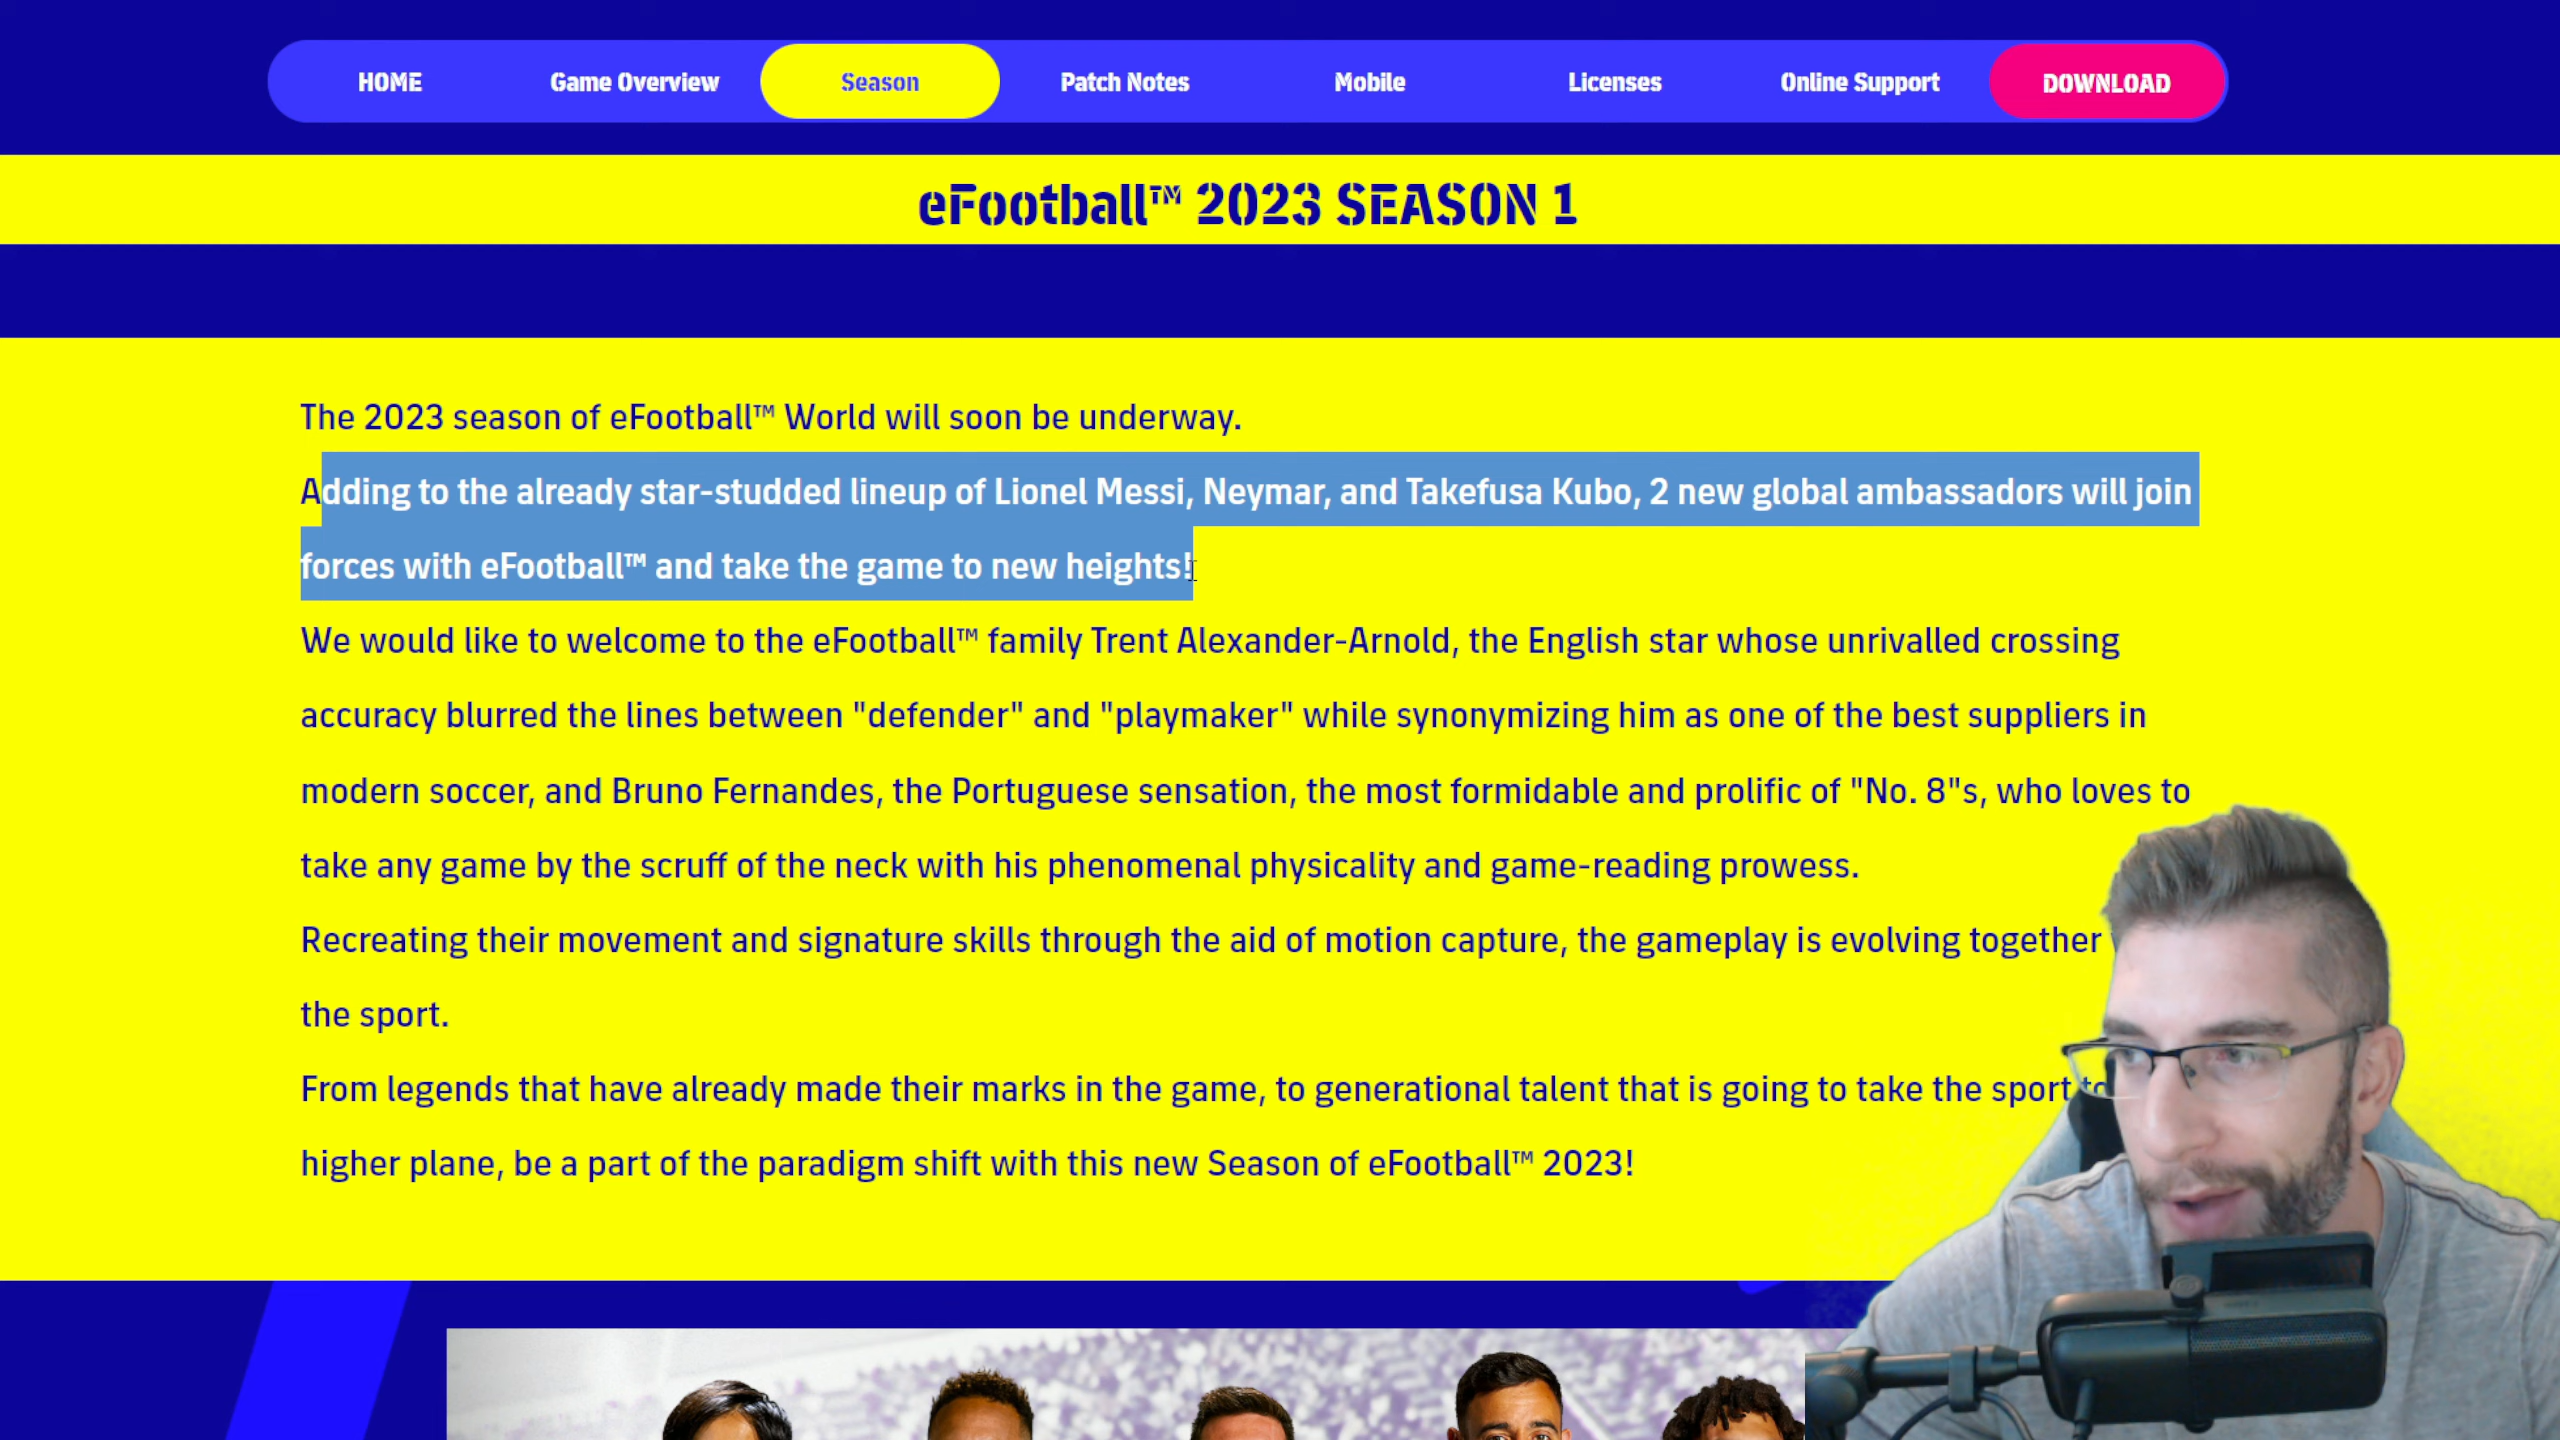 HOME Game Overview Season Patch Notes Mobile Licenses Online Support DOWNLOAD
eFootball™ 2023 SEASON 1
The 2023 season of eFootball™ World will soon be underway.
Adding to the already star-studded lineup of Lionel Messi, Neymar, and Takefusa Kubo, 2 new global ambassadors will join
forces with eFootball™ and take the game to new heights!
We would like to welcome to the eFootball™ family Trent Alexander-Arnold, the English star whose unrivalled crossing
accuracy blurred the lines between "defender" and "playmaker" while synonymizing him as one of the best suppliers in
modern soccer, and Bruno Fernandes, the Portuguese sensation, the most formidable and prolific of "No. 8"s, who loves to
take any game by the scruff of the neck with his phenomenal physicality and game-reading prowess.
Recreating their movement and signature skills through the aid of motion capture, the gameplay is evolving together
the sport.
From legends that have already made their marks in the game, to generational talent that is going to take the sport to
higher plane, be a part of the paradigm shift with this new Season of eFootball™ 2023!